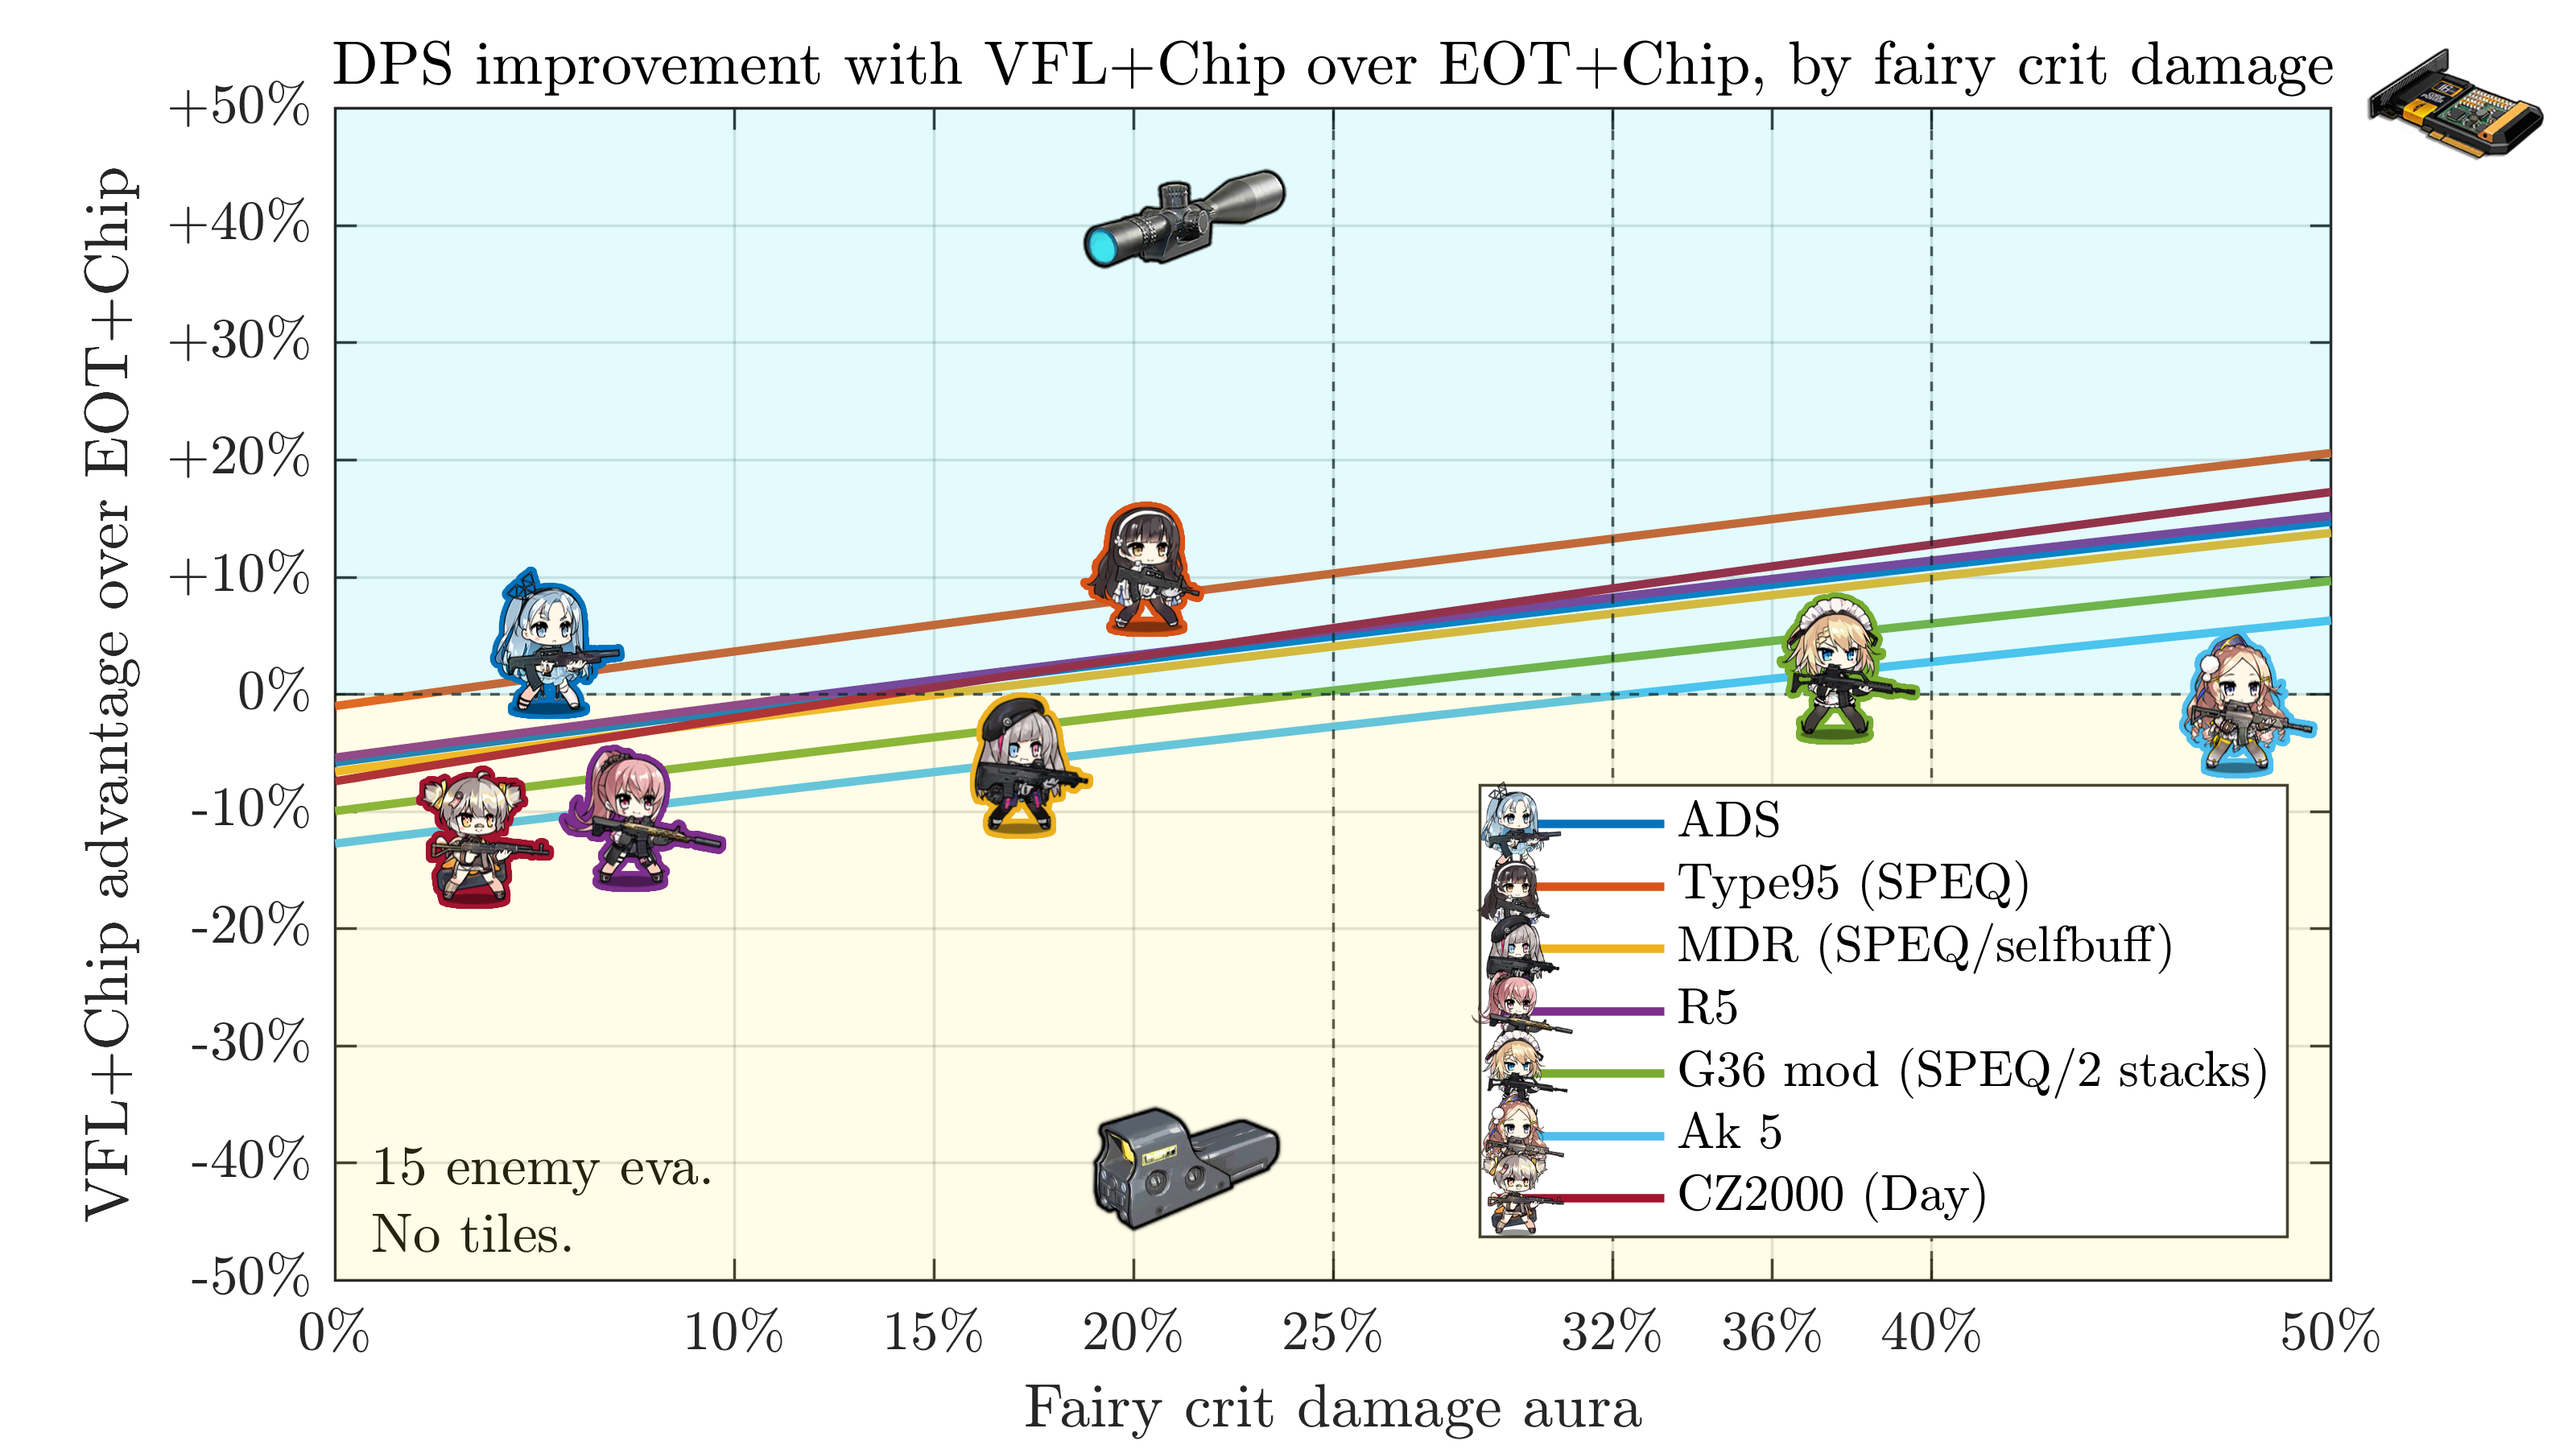 DPS improvement with VFL+Chip over EOT+Chip, by fairy crit damage
VFL+Chip advantage over EOT+Chip
+50%
+40%
+30%
+20%
+10%
0%
-10%
-20%
-30%
-40%
-50%
15 enemy eva.
No tiles.
ADS
Type95 (SPEQ)
MDR (SPEQ/selfbuff)
R5
G36 mod (SPEQ/2 stacks)
Ak 5
CZ2000 (Day)
0% 10% 15% 20% 25% 32% 36% 40% 50%
Fairy crit damage aura